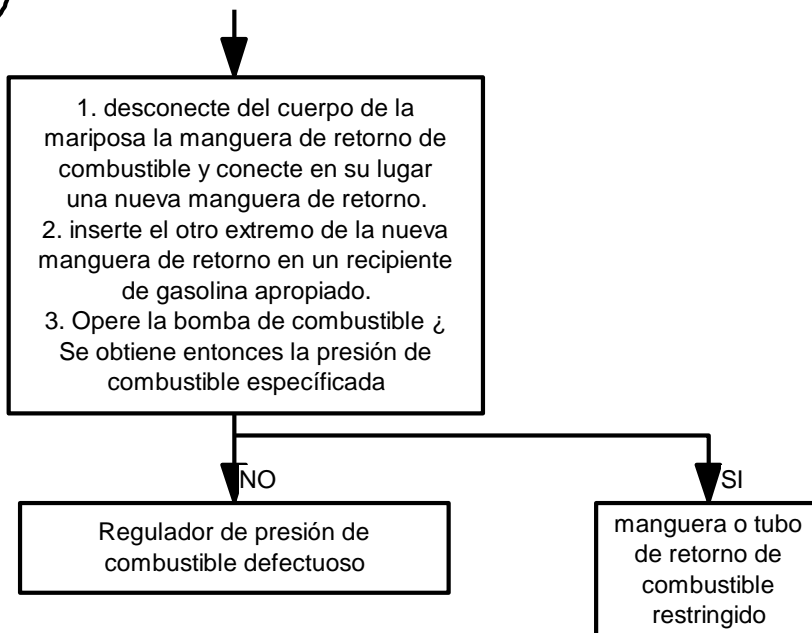 1. desconecte del cuerpo de la
mariposa la manguera de retorno de
combustible y conecte en su lugar
una nueva manguera de retorno.
2. inserte el otro extremo de la nueva
manguera de retorno en un recipiente
de gasolina apropiado.
3. Opere la bomba de combustible ¿
Se obtiene entonces la presión de
combustible específicada
NO
SI
Regulador de presión de
combustible defectuoso
manguera o tubo
de retorno de
combustible
restringido